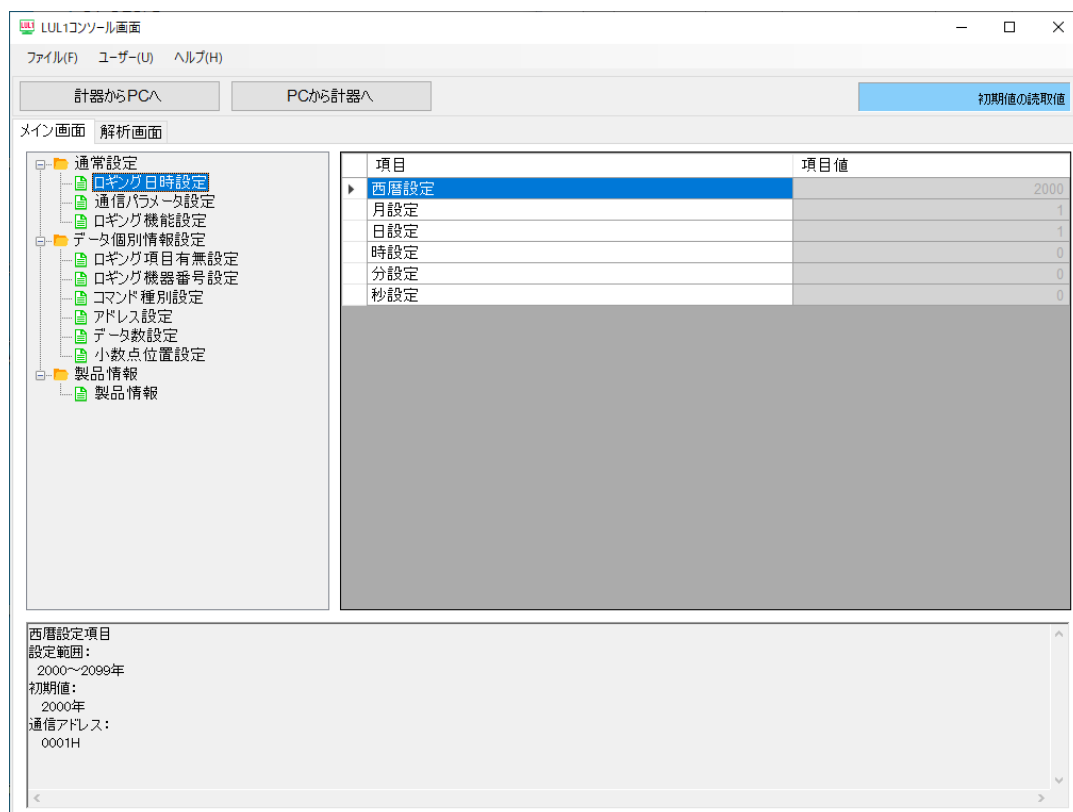 LUL1コンソール画面
ファイル(F) ユーザー(U) ヘルプ(H)
計器からPCへ PCから計器へ 初期値の読取値
メイン画面 解析画面
通常設定
ロギング日時設定
通信パラメータ設定
ロギング機能設定
データ個別情報設定
ロギング項目有無設定
ロギング機器番号設定
コマンド種別設定
アドレス設定
データ数設定
小数点位置設定
製品情報
製品情報
項目 項目値
西暦設定 2000
月設定 1
日設定 1
時設定 0
分設定 0
秒設定 0
西暦設定項目
設定範囲:
2000～2099年
初期値:
2000年
通信アドレス:
0001H